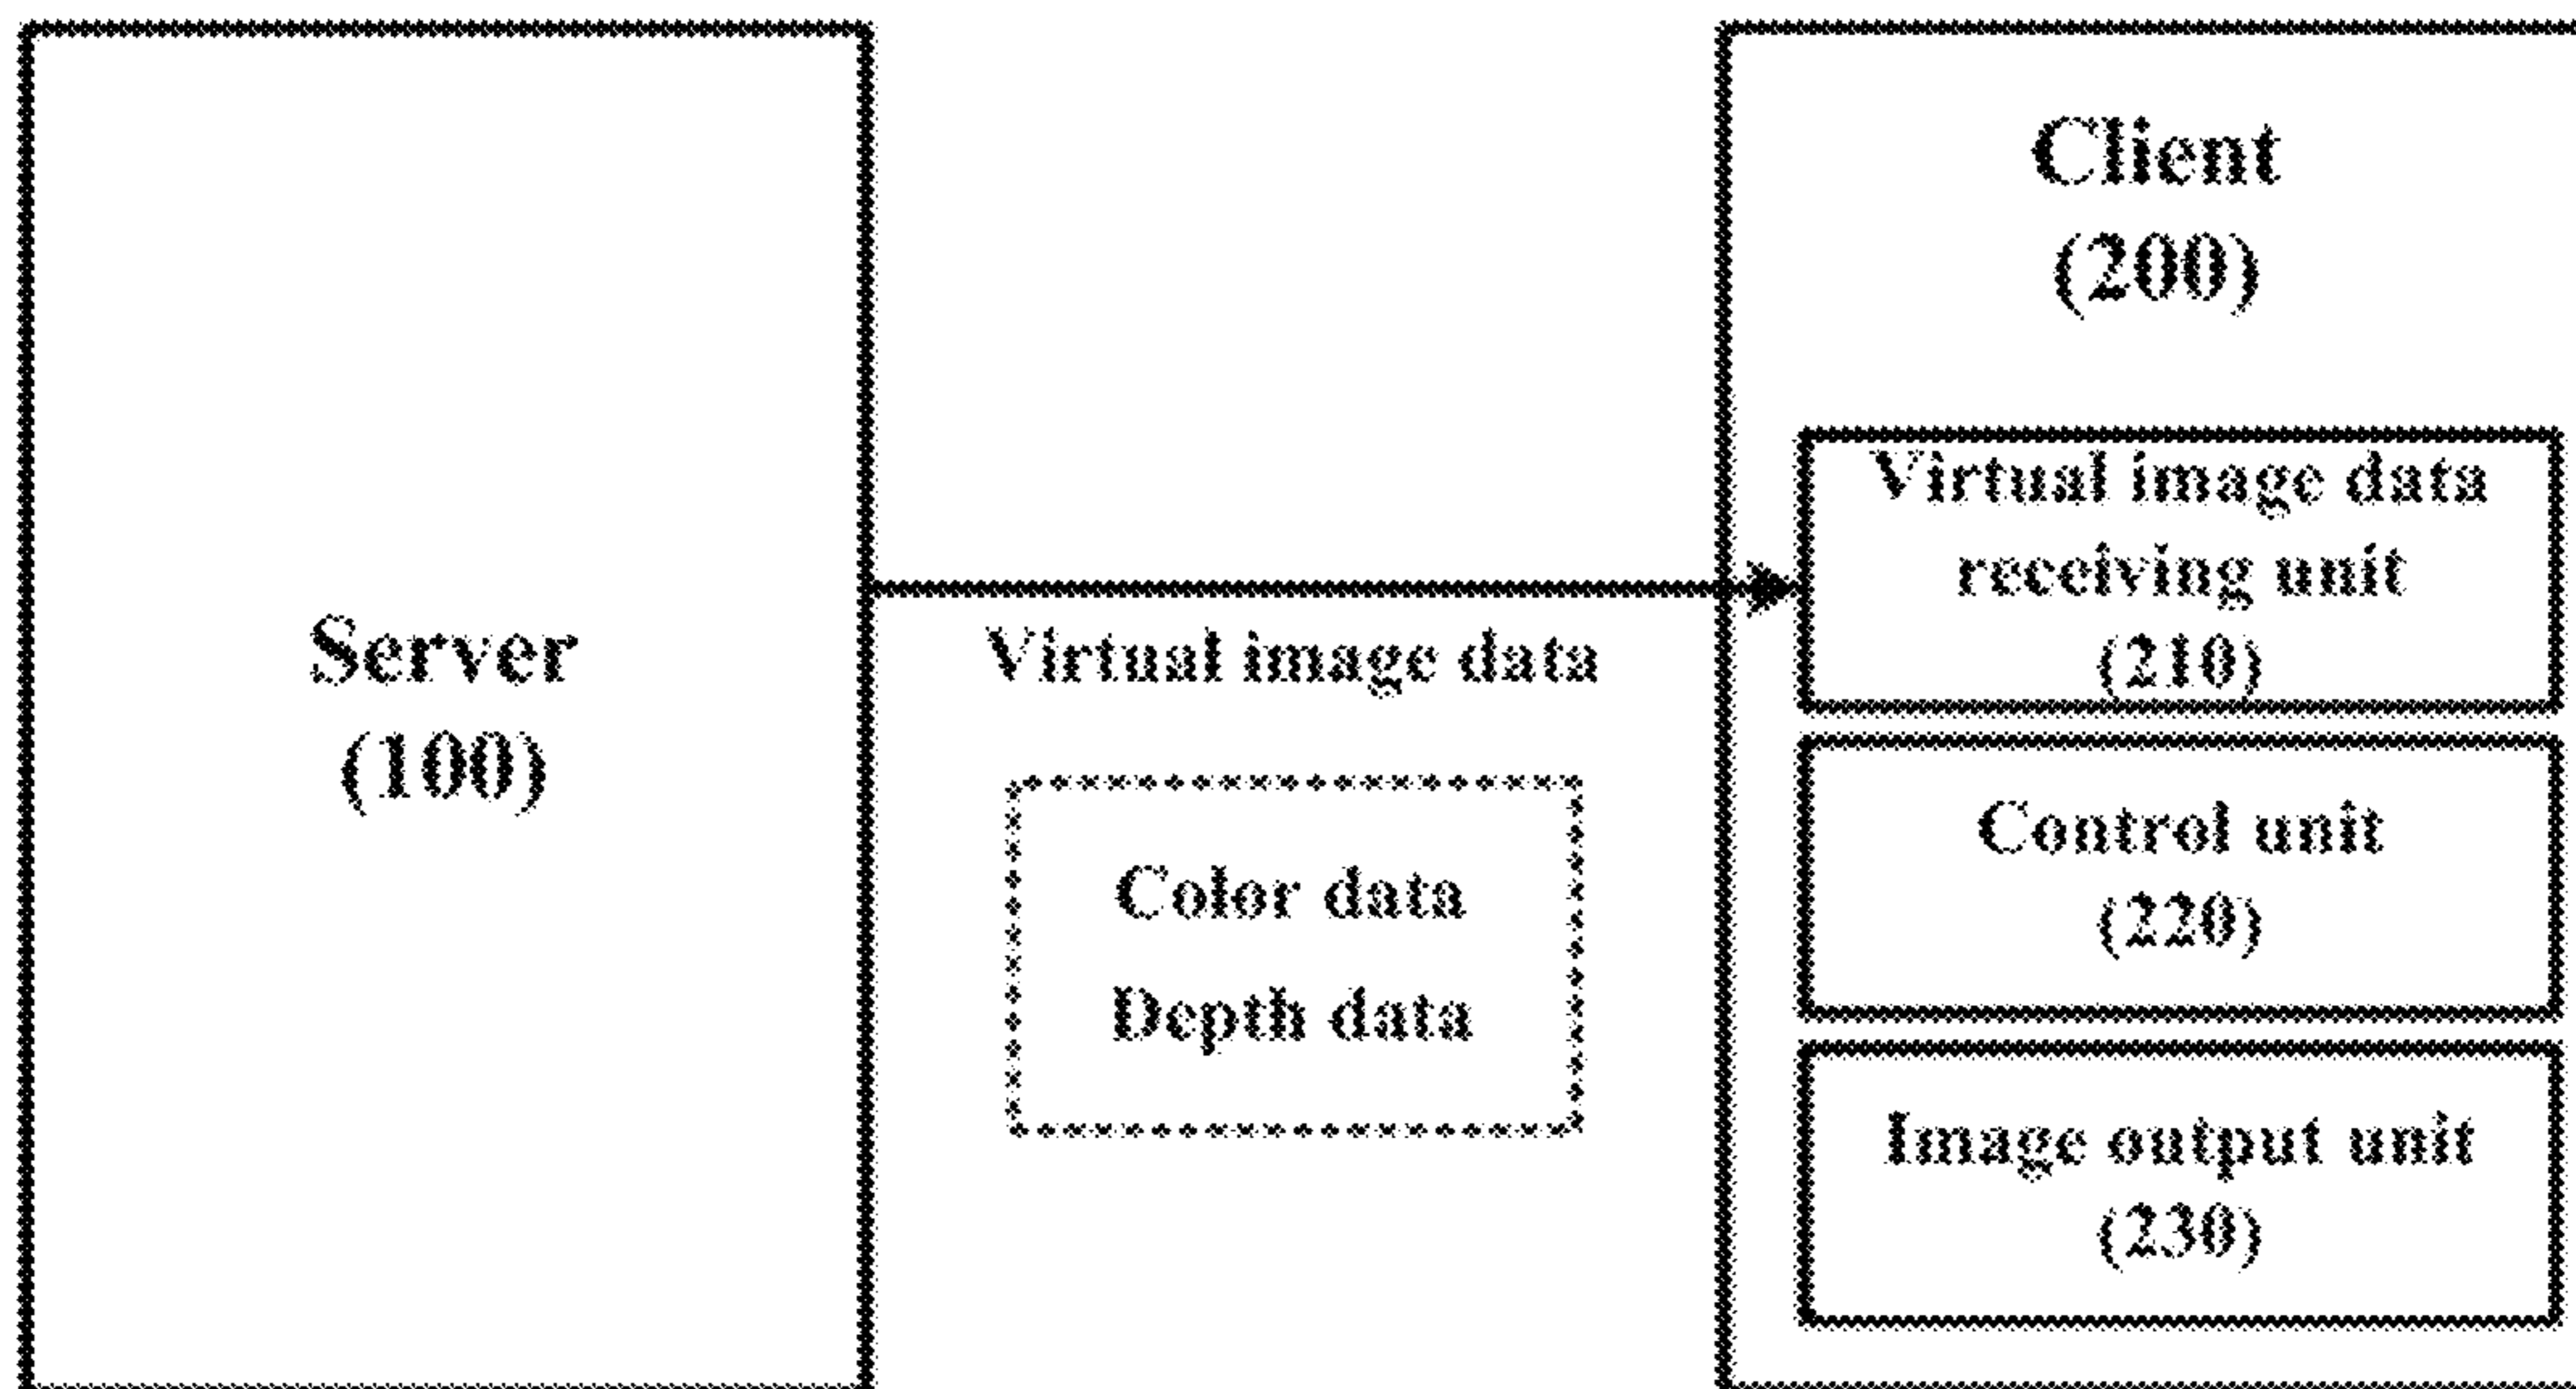 Server
(100)
Virtual image data
Color data
Depth data
Client
(200)
Virtual image data
receiving unit
(210)
Control unit
(220)
Image output unit
(230)